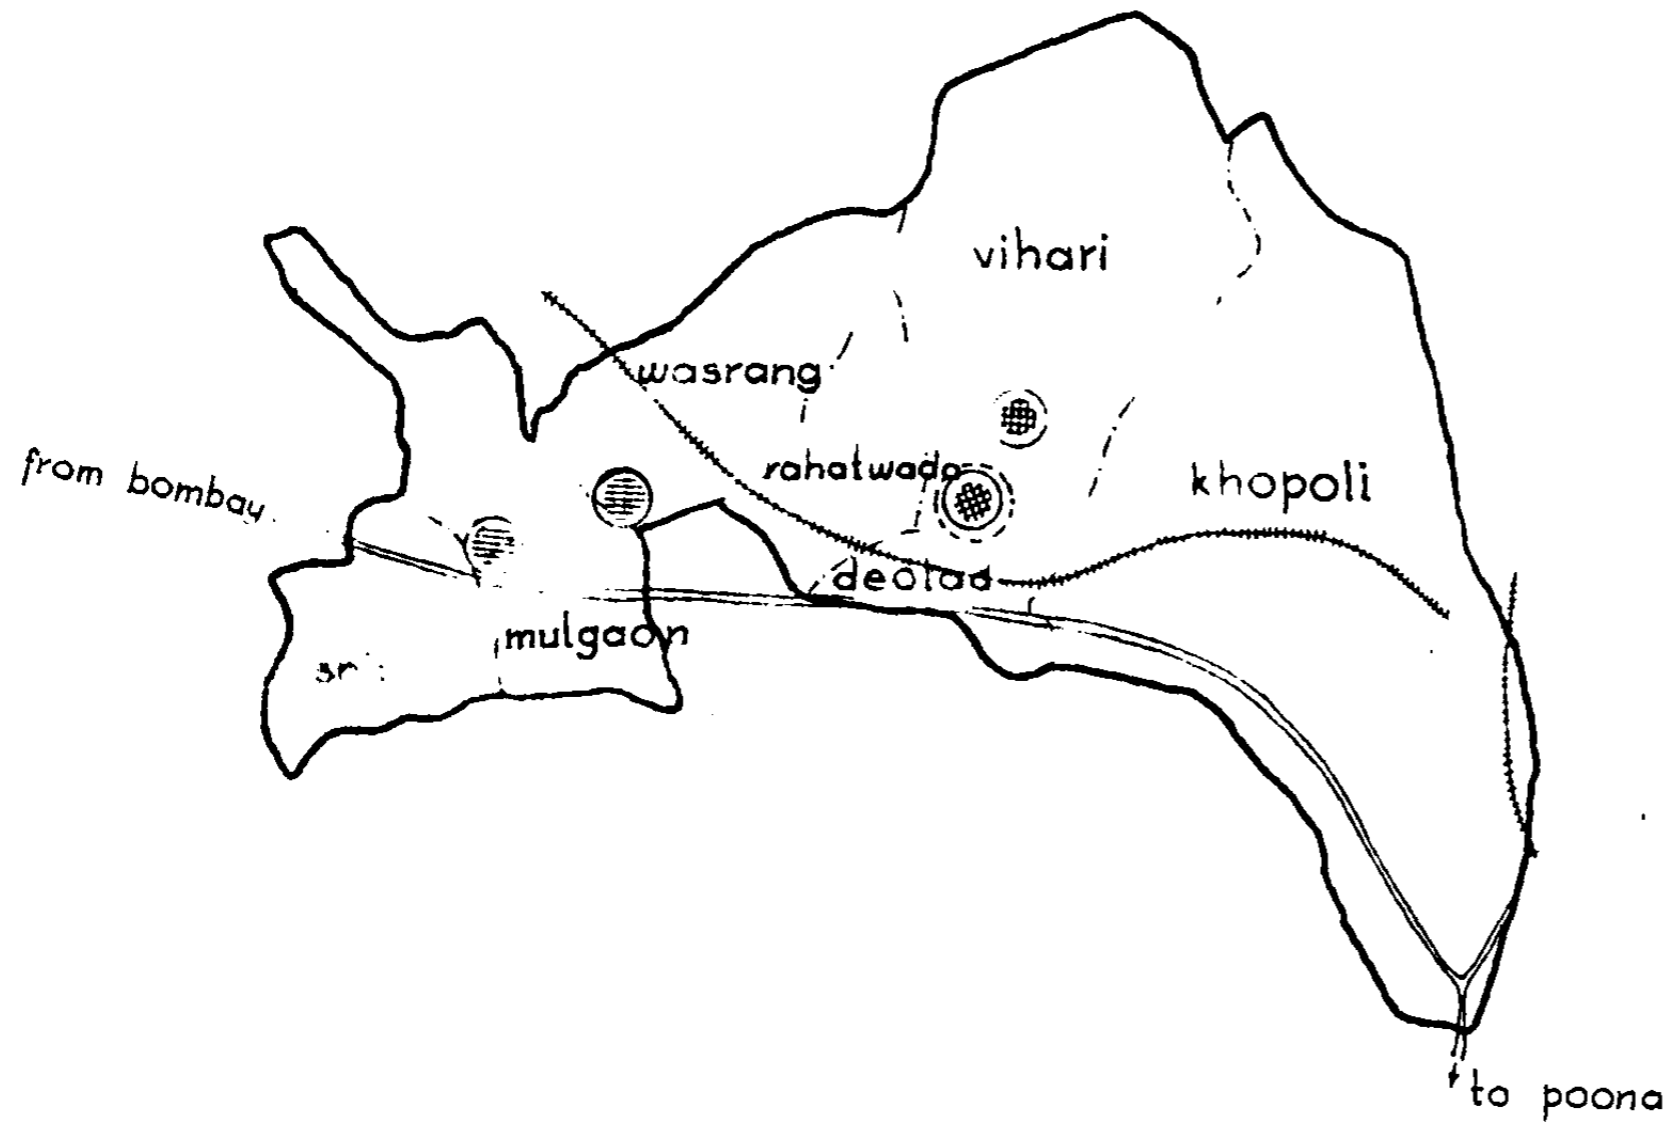 vihari
wasrang
from bombay
rahatwada
khopoli
deolad
mulgaon
to poona